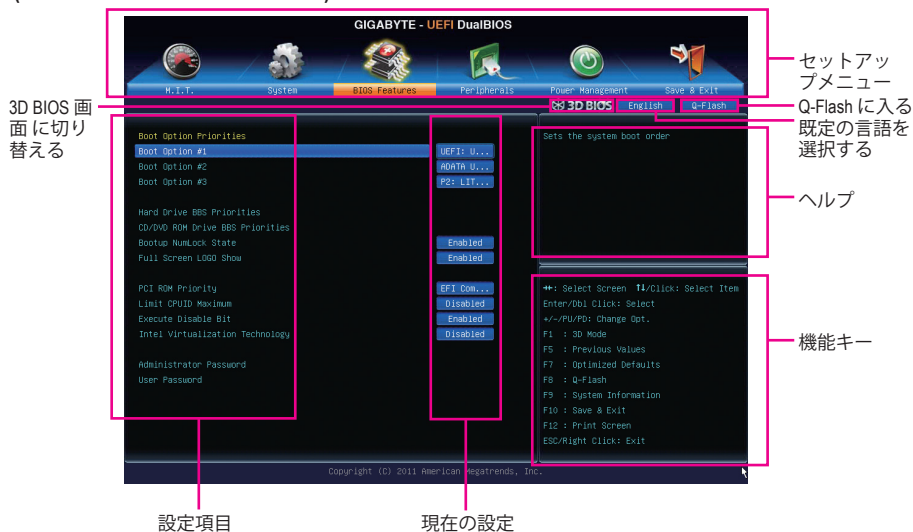 GIGABYTE - UEFI DualBIOS
M.I.T.
System
BIOS Features
Peripherals
Power Management
Save & Exit
セットアッ
プメニュー
3D BIOS 画
面 に切り
替える
3D BIOS
English
Q-Flash
Q-Flash に入る
既定の言語を
選択する
Boot Option Priorities
Boot Option #1 UEFI: U...
Boot Option #2 ADATA U...
Boot Option #3 P2: LIT...
Hard Drive BBS Priorities
CD/DVD ROM Drive BBS Priorities
Bootup NumLock State Enabled
Full Screen LOGO Show Enabled
PCI ROM Priority EFI Com...
Limit CPUID Maximum Disabled
Execute Disable Bit Enabled
Intel Virtualization Technology Disabled
Administrator Password
User Password
Sets the system boot order
ヘルプ
→←: Select Screen ↑↓/Click: Select Item
Enter/Dbl Click: Select
+/-/PU/PD: Change Opt.
F1 : 3D Mode
F5 : Previous Values
F7 : Optimized Defaults
F8 : Q-Flash
F9 : System Information
F10 : Save & Exit
F12 : Print Screen
ESC/Right Click: Exit
機能キー
Copyright (C) 2011 American Megatrends, Inc.
設定項目
現在の設定